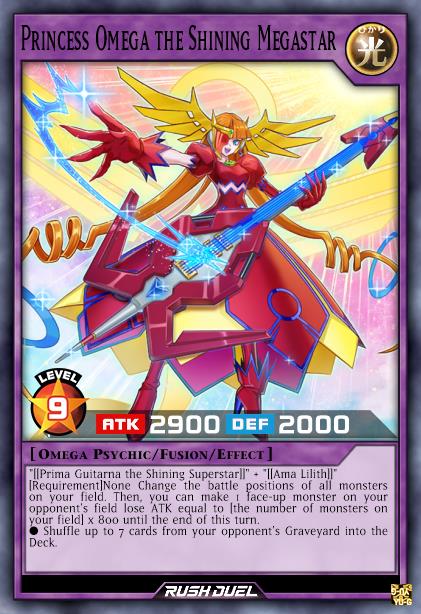 Princess Omega the Shining Megastar
ひかり
光
LEVEL
9
ATK 2900 DEF 2000
[ Omega Psychic/Fusion/Effect ]
"[[Prima Guitarna the Shining Superstar]]" + "[[Ama Lilith]]"
[Requirement]None Change the battle positions of all monsters
on your field. Then, you can make 1 face-up monster on your
opponent's field lose ATK equal to [the number of monsters on
your field] x 800 until the end of this turn.
● Shuffle up to 7 cards from your opponent's Graveyard into the
Deck.
RUSH DUEL